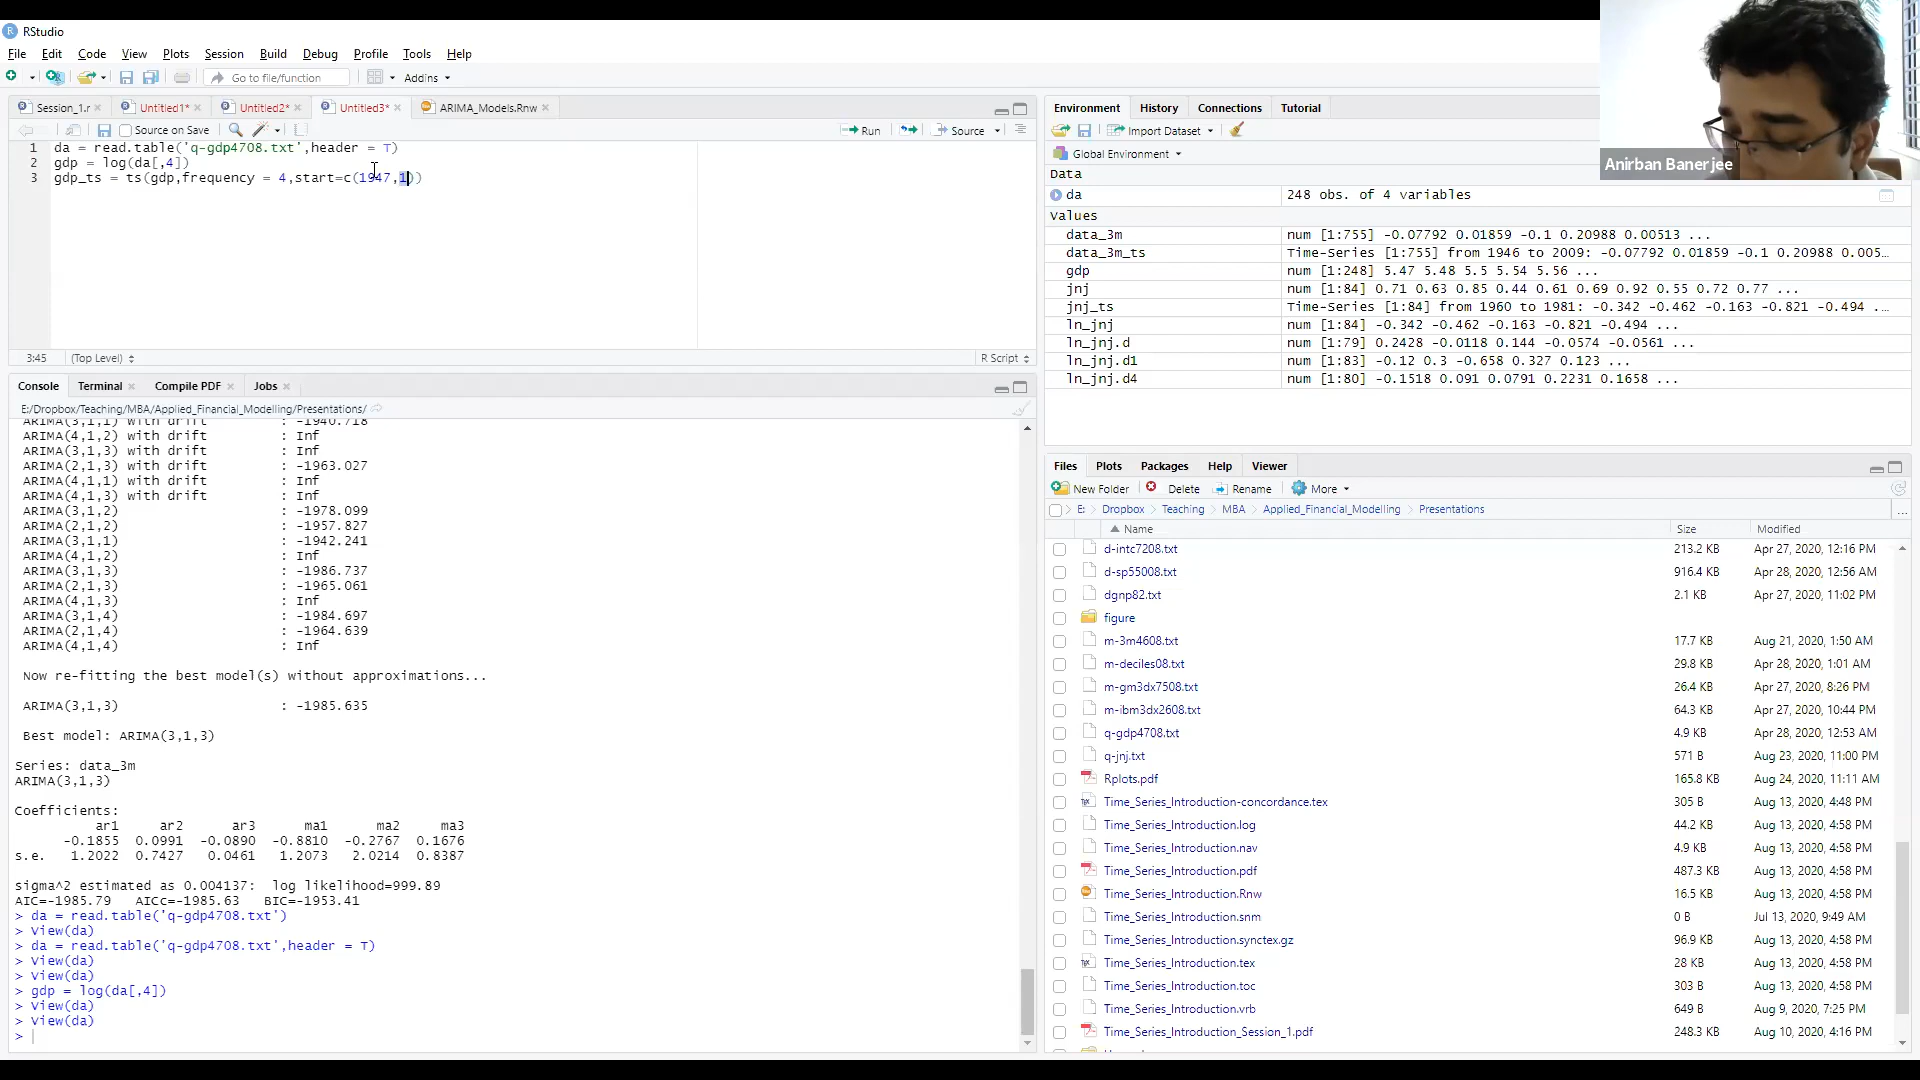 RStudio
File Edit Code View Plots Session Build Debug Profile Tools Help
Go to file/function Addins
Session_1.r Untitled1* Untitled2* Untitled3* ARIMA_Models.Rnw
Source on Save Run Source
1 da = read.table('q-gdp4708.txt',header = T)
2 gdp = log(da[,4])
3 gdp_ts = ts(gdp,frequency = 4,start=c(1947,1))
3:45 (Top Level) R Script
Console Terminal Compile PDF Jobs
E:/Dropbox/Teaching/MBA/Applied_Financial_Modelling/Presentations/
ARIMA(3,1,1) with drift : -1940.718
ARIMA(4,1,2) with drift : Inf
ARIMA(3,1,3) with drift : Inf
ARIMA(2,1,3) with drift : -1963.027
ARIMA(4,1,1) with drift : Inf
ARIMA(4,1,3) with drift : Inf
ARIMA(3,1,2) : -1978.099
ARIMA(2,1,2) : -1957.827
ARIMA(3,1,1) : -1942.241
ARIMA(4,1,2) : Inf
ARIMA(3,1,3) : -1986.737
ARIMA(2,1,3) : -1965.061
ARIMA(4,1,3) : Inf
ARIMA(3,1,4) : -1984.697
ARIMA(2,1,4) : -1964.639
ARIMA(4,1,4) : Inf
Now re-fitting the best model(s) without approximations...
ARIMA(3,1,3) : -1985.635
Best model: ARIMA(3,1,3)
Series: data_3m
ARIMA(3,1,3)
Coefficients:
ar1 ar2 ar3 ma1 ma2 ma3
-0.1855 0.0991 -0.0890 -0.8810 -0.2767 0.1676
s.e. 1.2022 0.7427 0.0461 1.2073 2.0214 0.8387
sigma^2 estimated as 0.004137: log likelihood=999.89
AIC=-1985.79 AICc=-1985.63 BIC=-1953.41
> da = read.table('q-gdp4708.txt')
> View(da)
> da = read.table('q-gdp4708.txt',header = T)
> View(da)
> View(da)
> gdp = log(da[,4])
> View(da)
> View(da)
>
Environment History Connections Tutorial
Import Dataset
Global Environment
Data
da 248 obs. of 4 variables
Values
data_3m num [1:755] -0.07792 0.01859 -0.1 0.20988 0.00513 ...
data_3m_ts Time-Series [1:755] from 1946 to 2009: -0.07792 0.01859 -0.1 0.20988 0.005…
gdp num [1:248] 5.47 5.48 5.5 5.54 5.56 ...
jnj num [1:84] 0.71 0.63 0.85 0.44 0.61 0.69 0.92 0.55 0.72 0.77 ...
jnj_ts Time-Series [1:84] from 1960 to 1981: -0.342 -0.462 -0.163 -0.821 -0.494 ...
ln_jnj num [1:84] -0.342 -0.462 -0.163 -0.821 -0.494 ...
ln_jnj.d num [1:79] 0.2428 -0.0118 0.144 -0.0574 -0.0561 ...
ln_jnj.d1 num [1:83] -0.12 0.3 -0.658 0.327 0.123 ...
ln_jnj.d4 num [1:80] -0.1518 0.091 0.0791 0.2231 0.1658 ...
Anirban Banerjee
Files Plots Packages Help Viewer
New Folder Delete Rename More
E: Dropbox Teaching MBA Applied_Financial_Modelling Presentations ...
Name Size Modified
d-intc7208.txt 213.2 KB Apr 27, 2020, 12:16 PM
d-sp55008.txt 916.4 KB Apr 28, 2020, 12:56 AM
dgnp82.txt 2.1 KB Apr 27, 2020, 11:02 PM
figure
m-3m4608.txt 17.7 KB Aug 21, 2020, 1:50 AM
m-deciles08.txt 29.8 KB Apr 28, 2020, 1:01 AM
m-gm3dx7508.txt 26.4 KB Apr 27, 2020, 8:26 PM
m-ibm3dx2608.txt 64.3 KB Apr 27, 2020, 10:44 PM
q-gdp4708.txt 4.9 KB Apr 28, 2020, 12:53 AM
q-jnj.txt 571 B Aug 23, 2020, 11:00 PM
Rplots.pdf 165.8 KB Aug 24, 2020, 11:11 AM
Time_Series_Introduction-concordance.tex 305 B Aug 13, 2020, 4:48 PM
Time_Series_Introduction.log 44.2 KB Aug 13, 2020, 4:58 PM
Time_Series_Introduction.nav 4.9 KB Aug 13, 2020, 4:58 PM
Time_Series_Introduction.pdf 487.3 KB Aug 13, 2020, 4:58 PM
Time_Series_Introduction.Rnw 16.5 KB Aug 13, 2020, 4:58 PM
Time_Series_Introduction.snm 0 B Jul 13, 2020, 9:49 AM
Time_Series_Introduction.synctex.gz 96.9 KB Aug 13, 2020, 4:58 PM
Time_Series_Introduction.tex 28 KB Aug 13, 2020, 4:58 PM
Time_Series_Introduction.toc 303 B Aug 13, 2020, 4:58 PM
Time_Series_Introduction.vrb 649 B Aug 9, 2020, 7:25 PM
Time_Series_Introduction_Session_1.pdf 248.3 KB Aug 10, 2020, 4:16 PM